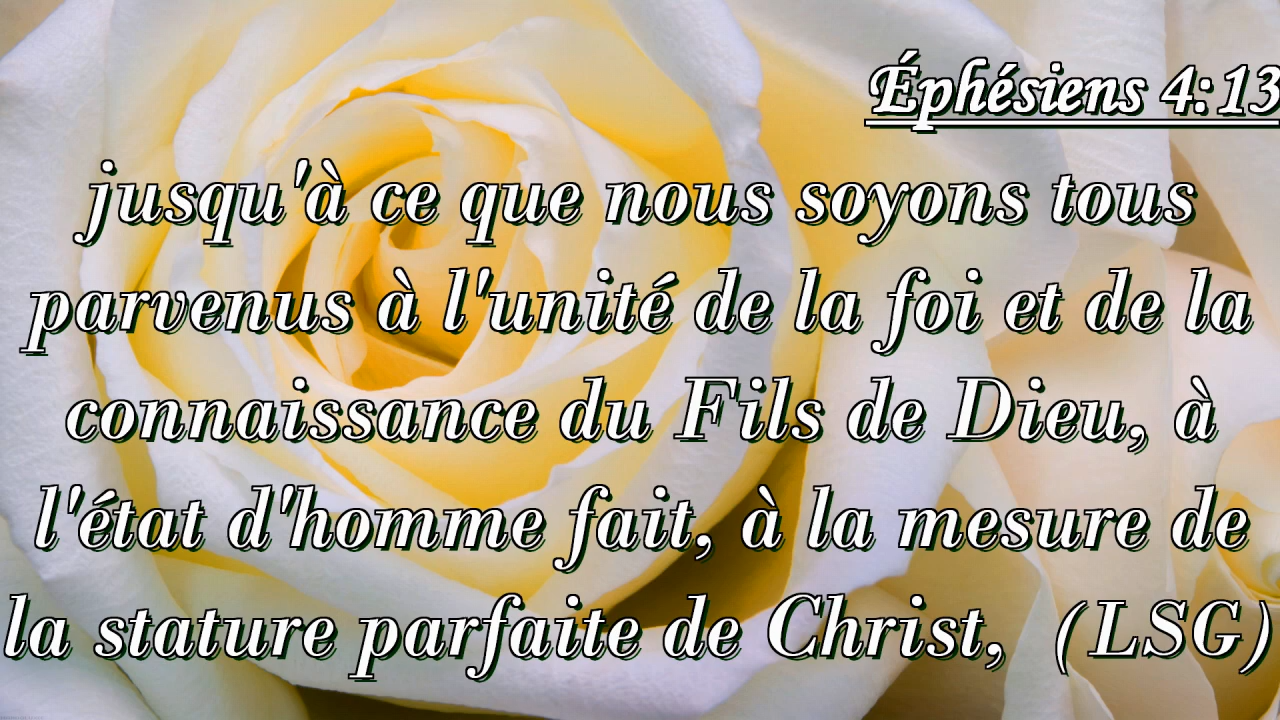 Éphésiens 4:13
jusqu'à ce que nous soyons tous
parvenus à l'unité de la foi et de la
connaissance du Fils de Dieu, à
l'état d'homme fait, à la mesure de
la stature parfaite de Christ, (LSG)